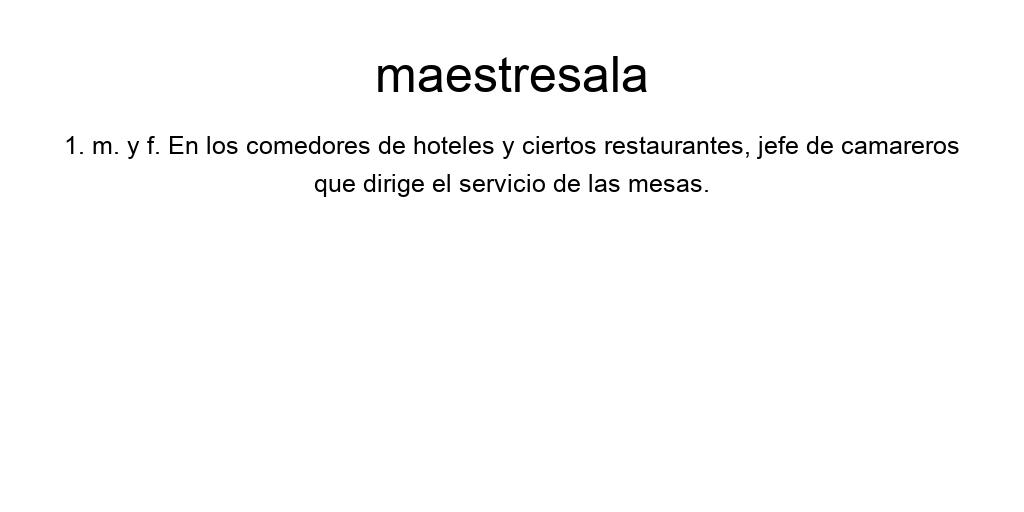 maestresala
1. m. y f. En los comedores de hoteles y ciertos restaurantes, jefe de camareros
que dirige el servicio de las mesas.